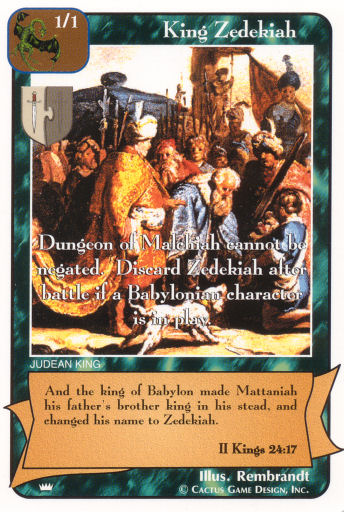 1/1
King Zedekiah
Dungeon of Malchiah cannot be
negated. Discard Zedekiah after
battle if a Babylonian character
is in play.
JUDEAN KING
And the king of Babylon made Mattaniah
his father's brother king in his stead, and
changed his name to Zedekiah.
II Kings 24:17
Illus. Rembrandt
© CACTUS GAME DESIGN, INC.